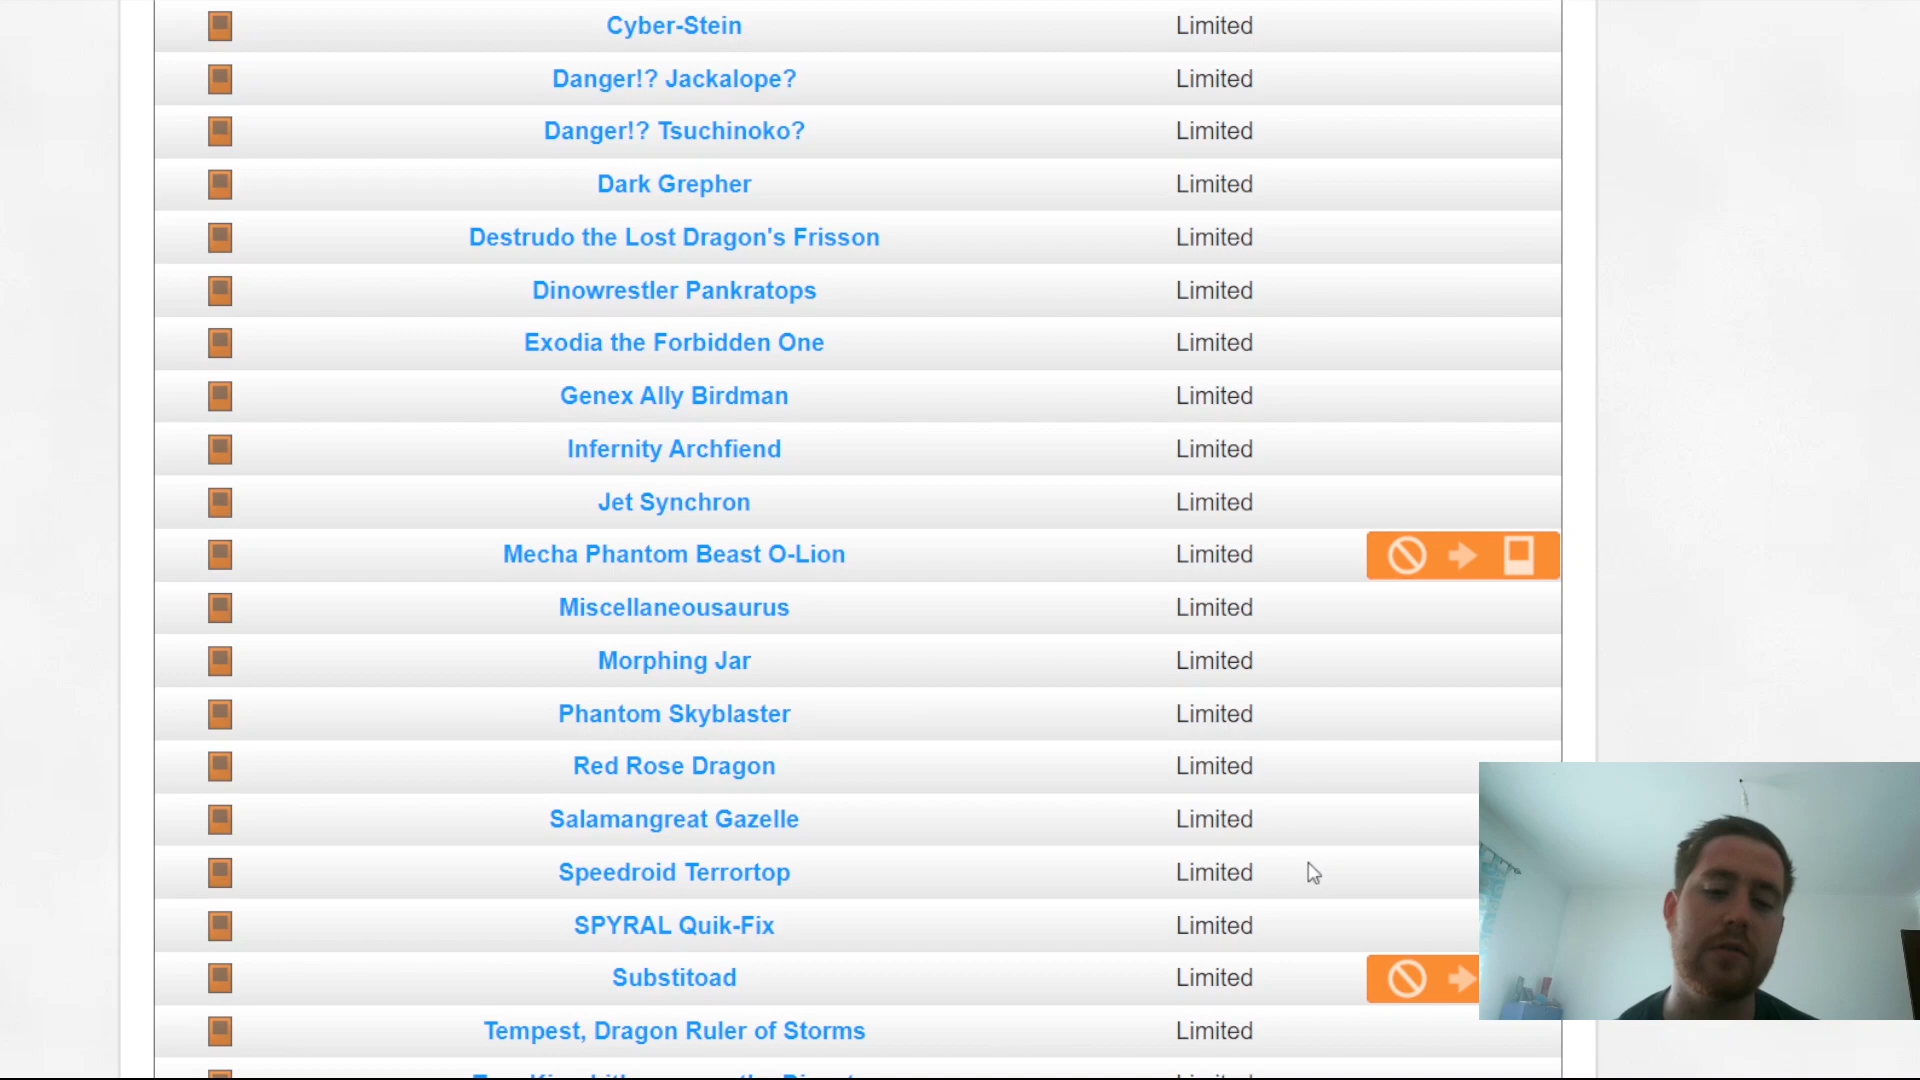 Cyber-Stein Limited
Danger!? Jackalope? Limited
Danger!? Tsuchinoko? Limited
Dark Grepher Limited
Destrudo the Lost Dragon's Frisson Limited
Dinowrestler Pankratops Limited
Exodia the Forbidden One Limited
Genex Ally Birdman Limited
Infernity Archfiend Limited
Jet Synchron Limited
Mecha Phantom Beast O-Lion Limited
Miscellaneousaurus Limited
Morphing Jar Limited
Phantom Skyblaster Limited
Red Rose Dragon Limited
Salamangreat Gazelle Limited
Speedroid Terrortop Limited
SPYRAL Quik-Fix Limited
Substitoad Limited
Tempest, Dragon Ruler of Storms Limited